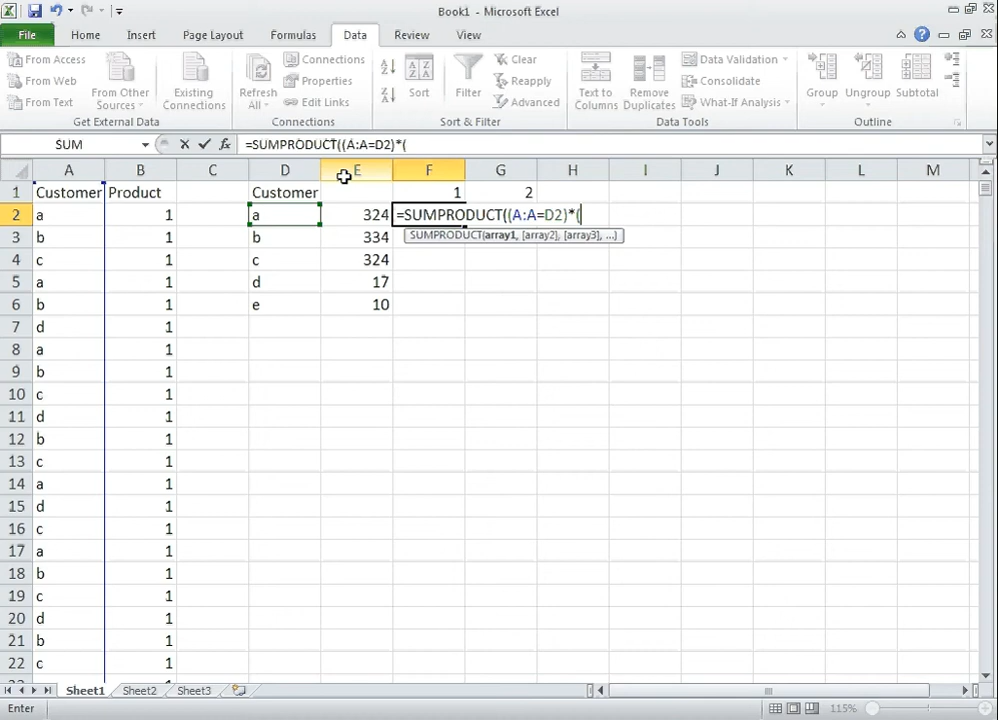 Book1 - Microsoft Excel
File Home Insert Page Layout Formulas Data Review View
From Access
From Web
From Text
From Other Sources
Existing Connections
Get External Data
Refresh All
Connections
Properties
Edit Links
Connections
Sort
Filter
Clear
Reapply
Advanced
Sort & Filter
Text to Columns
Remove Duplicates
Data Validation
Consolidate
What-If Analysis
Data Tools
Group
Ungroup
Subtotal
Outline
SUM =SUMPRODUCT((A:A=D2)*(
A B C D E F G H I J K L M
1 Customer Product Customer 1 2
2 a 1 a 324 =SUMPRODUCT((A:A=D2)*(
SUMPRODUCT(array1, [array2], [array3], ...)
3 b 1 b 334
4 c 1 c 324
5 a 1 d 17
6 b 1 e 10
7 d 1
8 a 1
9 b 1
10 c 1
11 d 1
12 b 1
13 c 1
14 a 1
15 d 1
16 c 1
17 a 1
18 b 1
19 c 1
20 d 1
21 b 1
22 c 1
Sheet1 Sheet2 Sheet3
Enter 115%